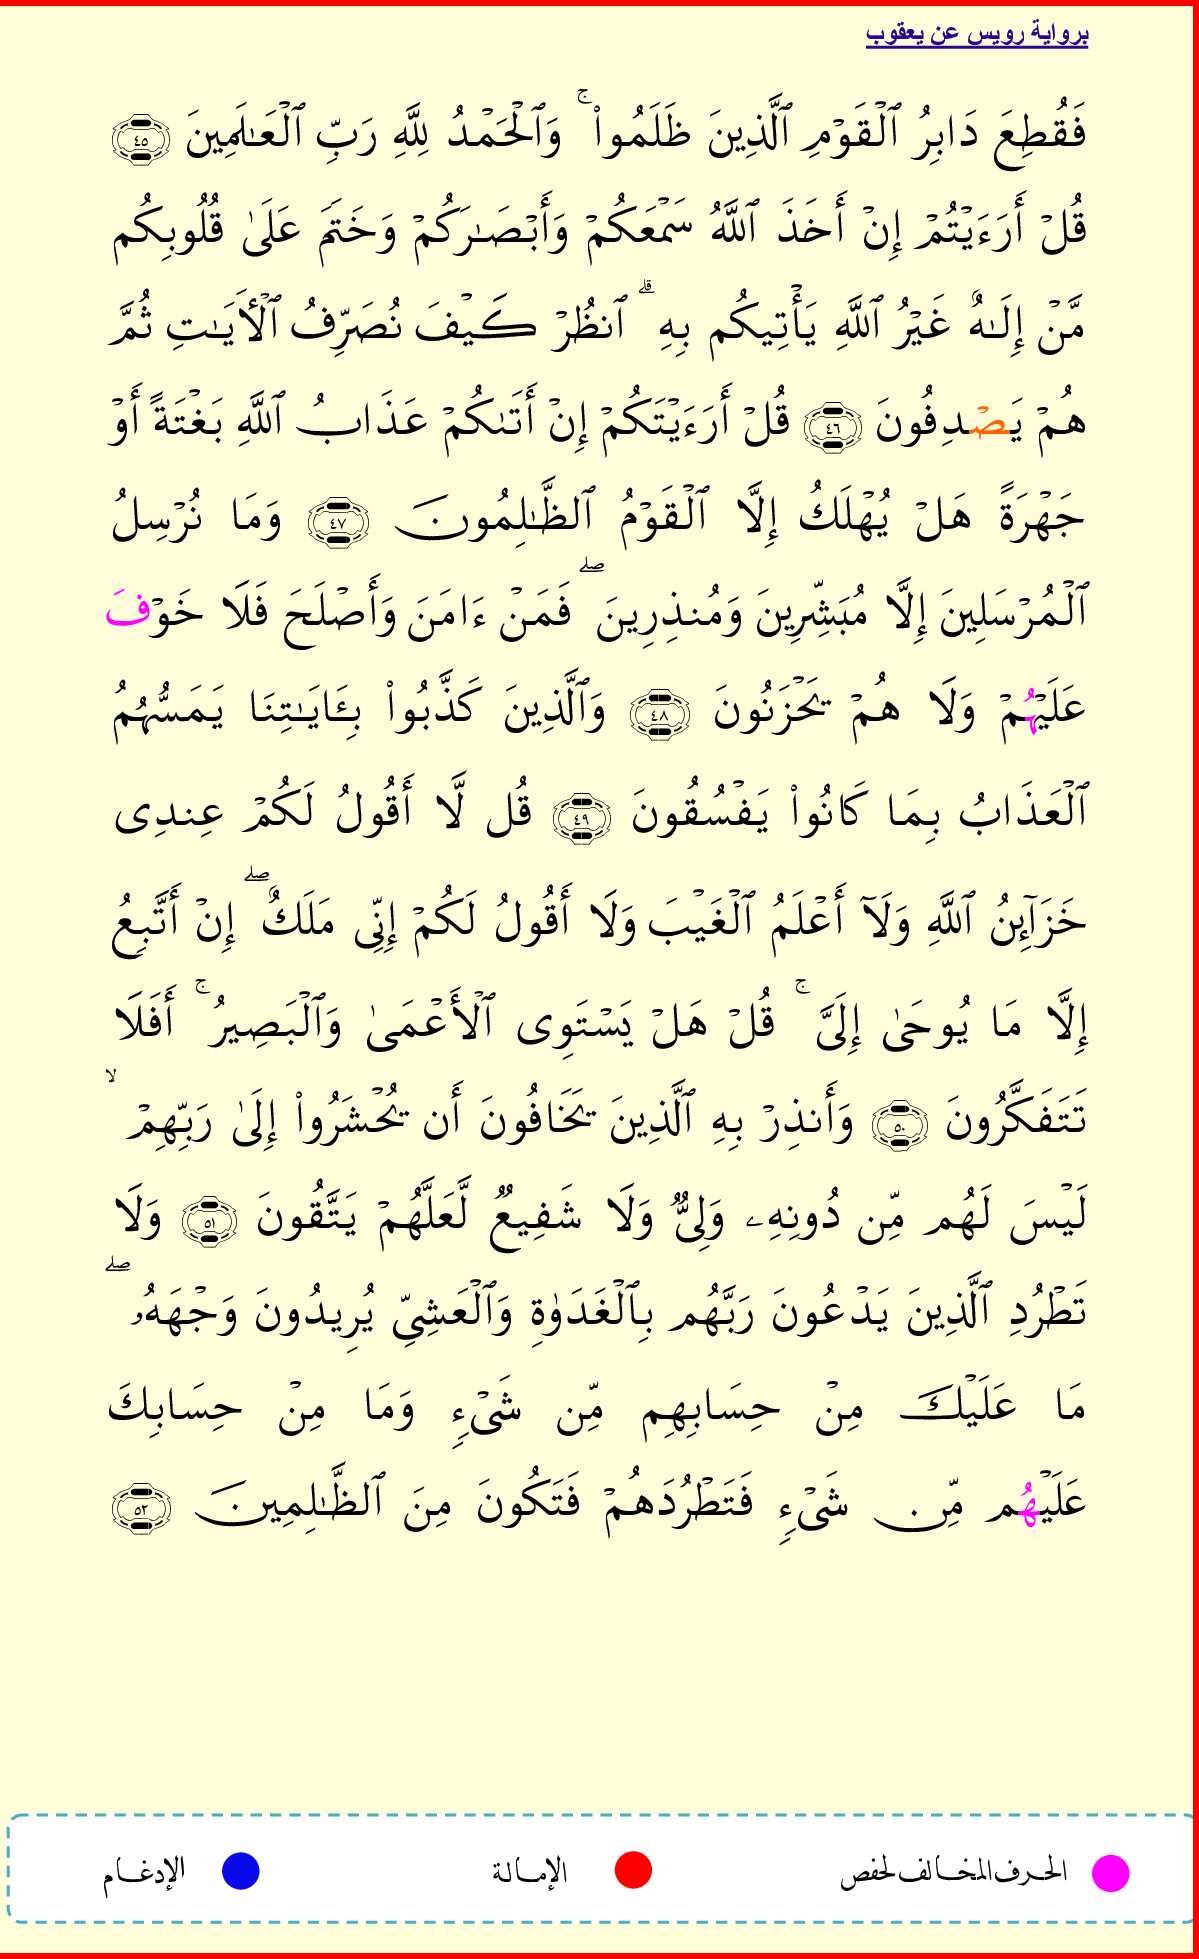 برواية رويس عن يعقوب
فَقُطِعَ دَابِرُ ٱلْقَوْمِ ٱلَّذِينَ ظَلَمُوا۟ ۚ وَٱلْحَمْدُ لِلَّهِ رَبِّ ٱلْعَـٰلَمِينَ ٤٥
قُلْ أَرَءَيْتُمْ إِنْ أَخَذَ ٱللَّهُ سَمْعَكُمْ وَأَبْصَـٰرَكُمْ وَخَتَمَ عَلَىٰ قُلُوبِكُم
مَّنْ إِلَـٰهٌ غَيْرُ ٱللَّهِ يَأْتِيكُم بِهِ ۗ ٱنظُرْ كَيْفَ نُصَرِّفُ ٱلْأَيَـٰتِ ثُمَّ
هُمْ يَصْدِفُونَ ٤٦ قُلْ أَرَءَيْتَكُمْ إِنْ أَتَىٰكُمْ عَذَابُ ٱللَّهِ بَغْتَةً أَوْ
جَهْرَةً هَلْ يُهْلَكُ إِلَّا ٱلْقَوْمُ ٱلظَّـٰلِمُونَ ٤٧ وَمَا نُرْسِلُ
ٱلْمُرْسَلِينَ إِلَّا مُبَشِّرِينَ وَمُنذِرِينَ ۖ فَمَنْ ءَامَنَ وَأَصْلَحَ فَلَا خَوْفَ
عَلَيْهُمْ وَلَا هُمْ يَحْزَنُونَ ٤٨ وَٱلَّذِينَ كَذَّبُوا۟ بِـَٔايَـٰتِنَا يَمَسُّهُمُ
ٱلْعَذَابُ بِمَا كَانُوا۟ يَفْسُقُونَ ٤٩ قُل لَّا أَقُولُ لَكُمْ عِندِى
خَزَآئِنُ ٱللَّهِ وَلَآ أَعْلَمُ ٱلْغَيْبَ وَلَا أَقُولُ لَكُمْ إِنِّى مَلَكٌ ۖ إِنْ أَتَّبِعُ
إِلَّا مَا يُوحَىٰ إِلَىَّ ۚ قُلْ هَلْ يَسْتَوِى ٱلْأَعْمَىٰ وَٱلْبَصِيرُ ۚ أَفَلَا
تَتَفَكَّرُونَ ٥٠ وَأَنذِرْ بِهِ ٱلَّذِينَ يَخَافُونَ أَن يُحْشَرُوا۟ إِلَىٰ رَبِّهِمْ ۙ
لَيْسَ لَهُم مِّن دُونِهِۦ وَلِىٌّ وَلَا شَفِيعٌ لَّعَلَّهُمْ يَتَّقُونَ ٥١ وَلَا
تَطْرُدِ ٱلَّذِينَ يَدْعُونَ رَبَّهُم بِٱلْغَدَوٰةِ وَٱلْعَشِىِّ يُرِيدُونَ وَجْهَهُۥ ۖ
مَا عَلَيْكَ مِنْ حِسَابِهِم مِّن شَىْءٍ وَمَا مِنْ حِسَابِكَ
عَلَيْهُم مِّن شَىْءٍ فَتَطْرُدَهُمْ فَتَكُونَ مِنَ ٱلظَّـٰلِمِينَ ٥٢
الحرف المخالف لحفص
الإمالة
الإدغام